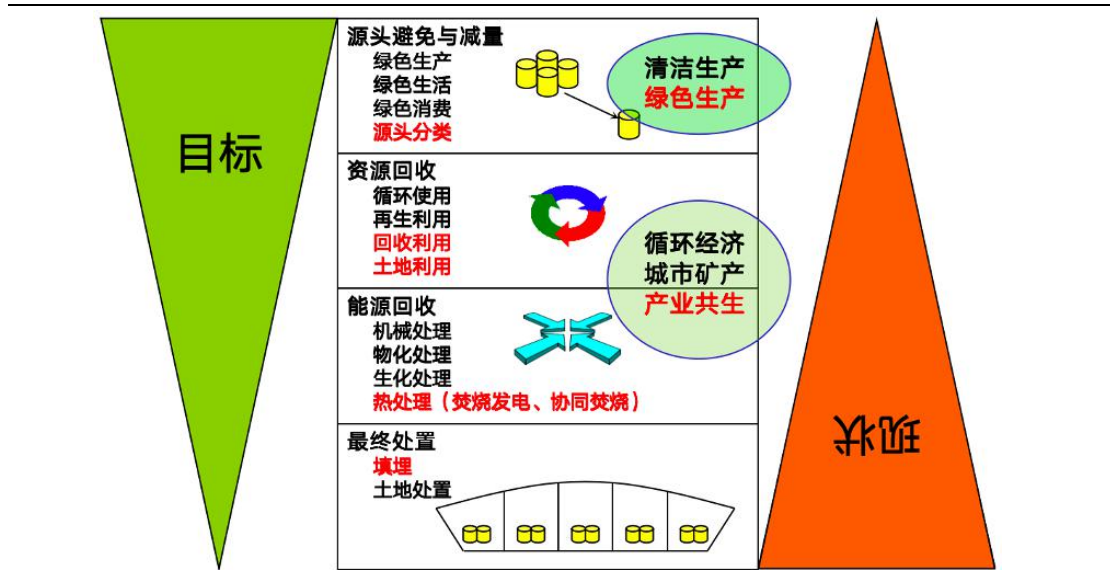 目标
源头避免与减量
绿色生产
绿色生活
绿色消费
源头分类
清洁生产
绿色生产
资源回收
循环使用
再生利用
回收利用
土地利用
循环经济
城市矿产
产业共生
能源回收
机械处理
物化处理
生化处理
热处理（焚烧发电、协同焚烧）
最终处置
填埋
土地处置
现状